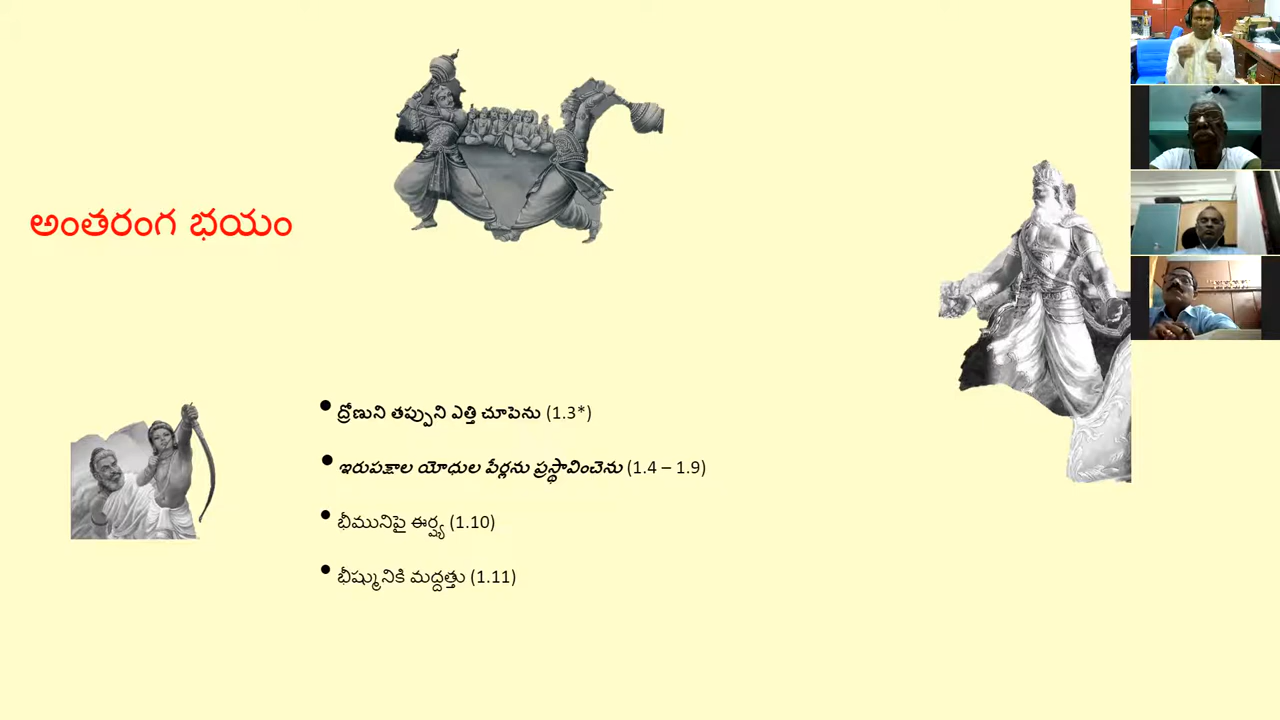 అంతరంగ భయం
• ద్రోణుని తప్పుని ఎత్తి చూపెను (1.3*)
• ఇరుపక్షాల యోధుల పేర్లను ప్రస్థావించెను (1.4 – 1.9)
• భీమునిపై ఈర్ష్య (1.10)
• భీష్మునికి మద్దత్తు (1.11)